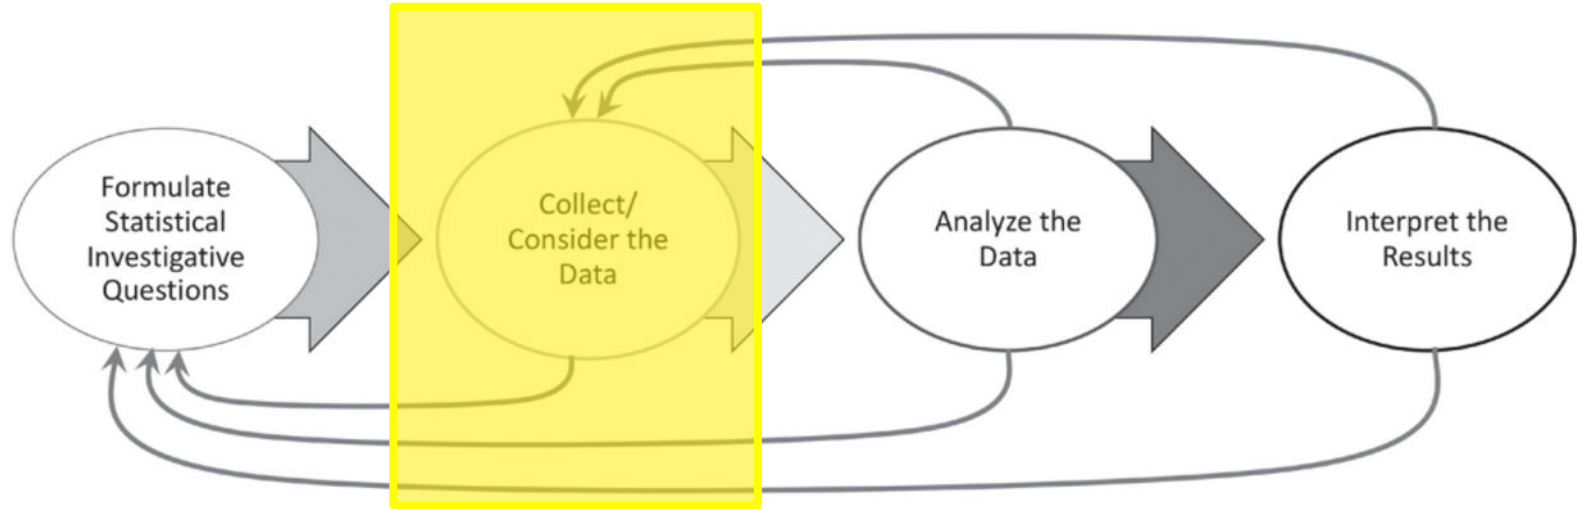 Formulate
Statistical
Investigative
Questions
Collect/
Consider the
Data
Analyze the
Data
Interpret the
Results